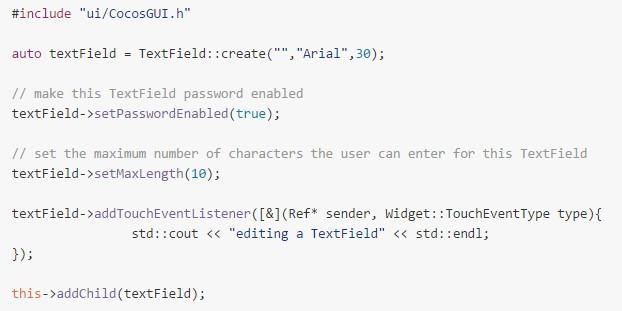 #include "ui/CocosGUI.h"
auto textField = TextField::create("","Arial",30);
// make this TextField password enabled
textField->setPasswordEnabled(true);
// set the maximum number of characters the user can enter for this TextField
textField->setMaxLength(10);
textField->addTouchEventListener([&](Ref* sender, Widget::TouchEventType type){
std::cout << "editing a TextField" << std::endl;
});
this->addChild(textField);